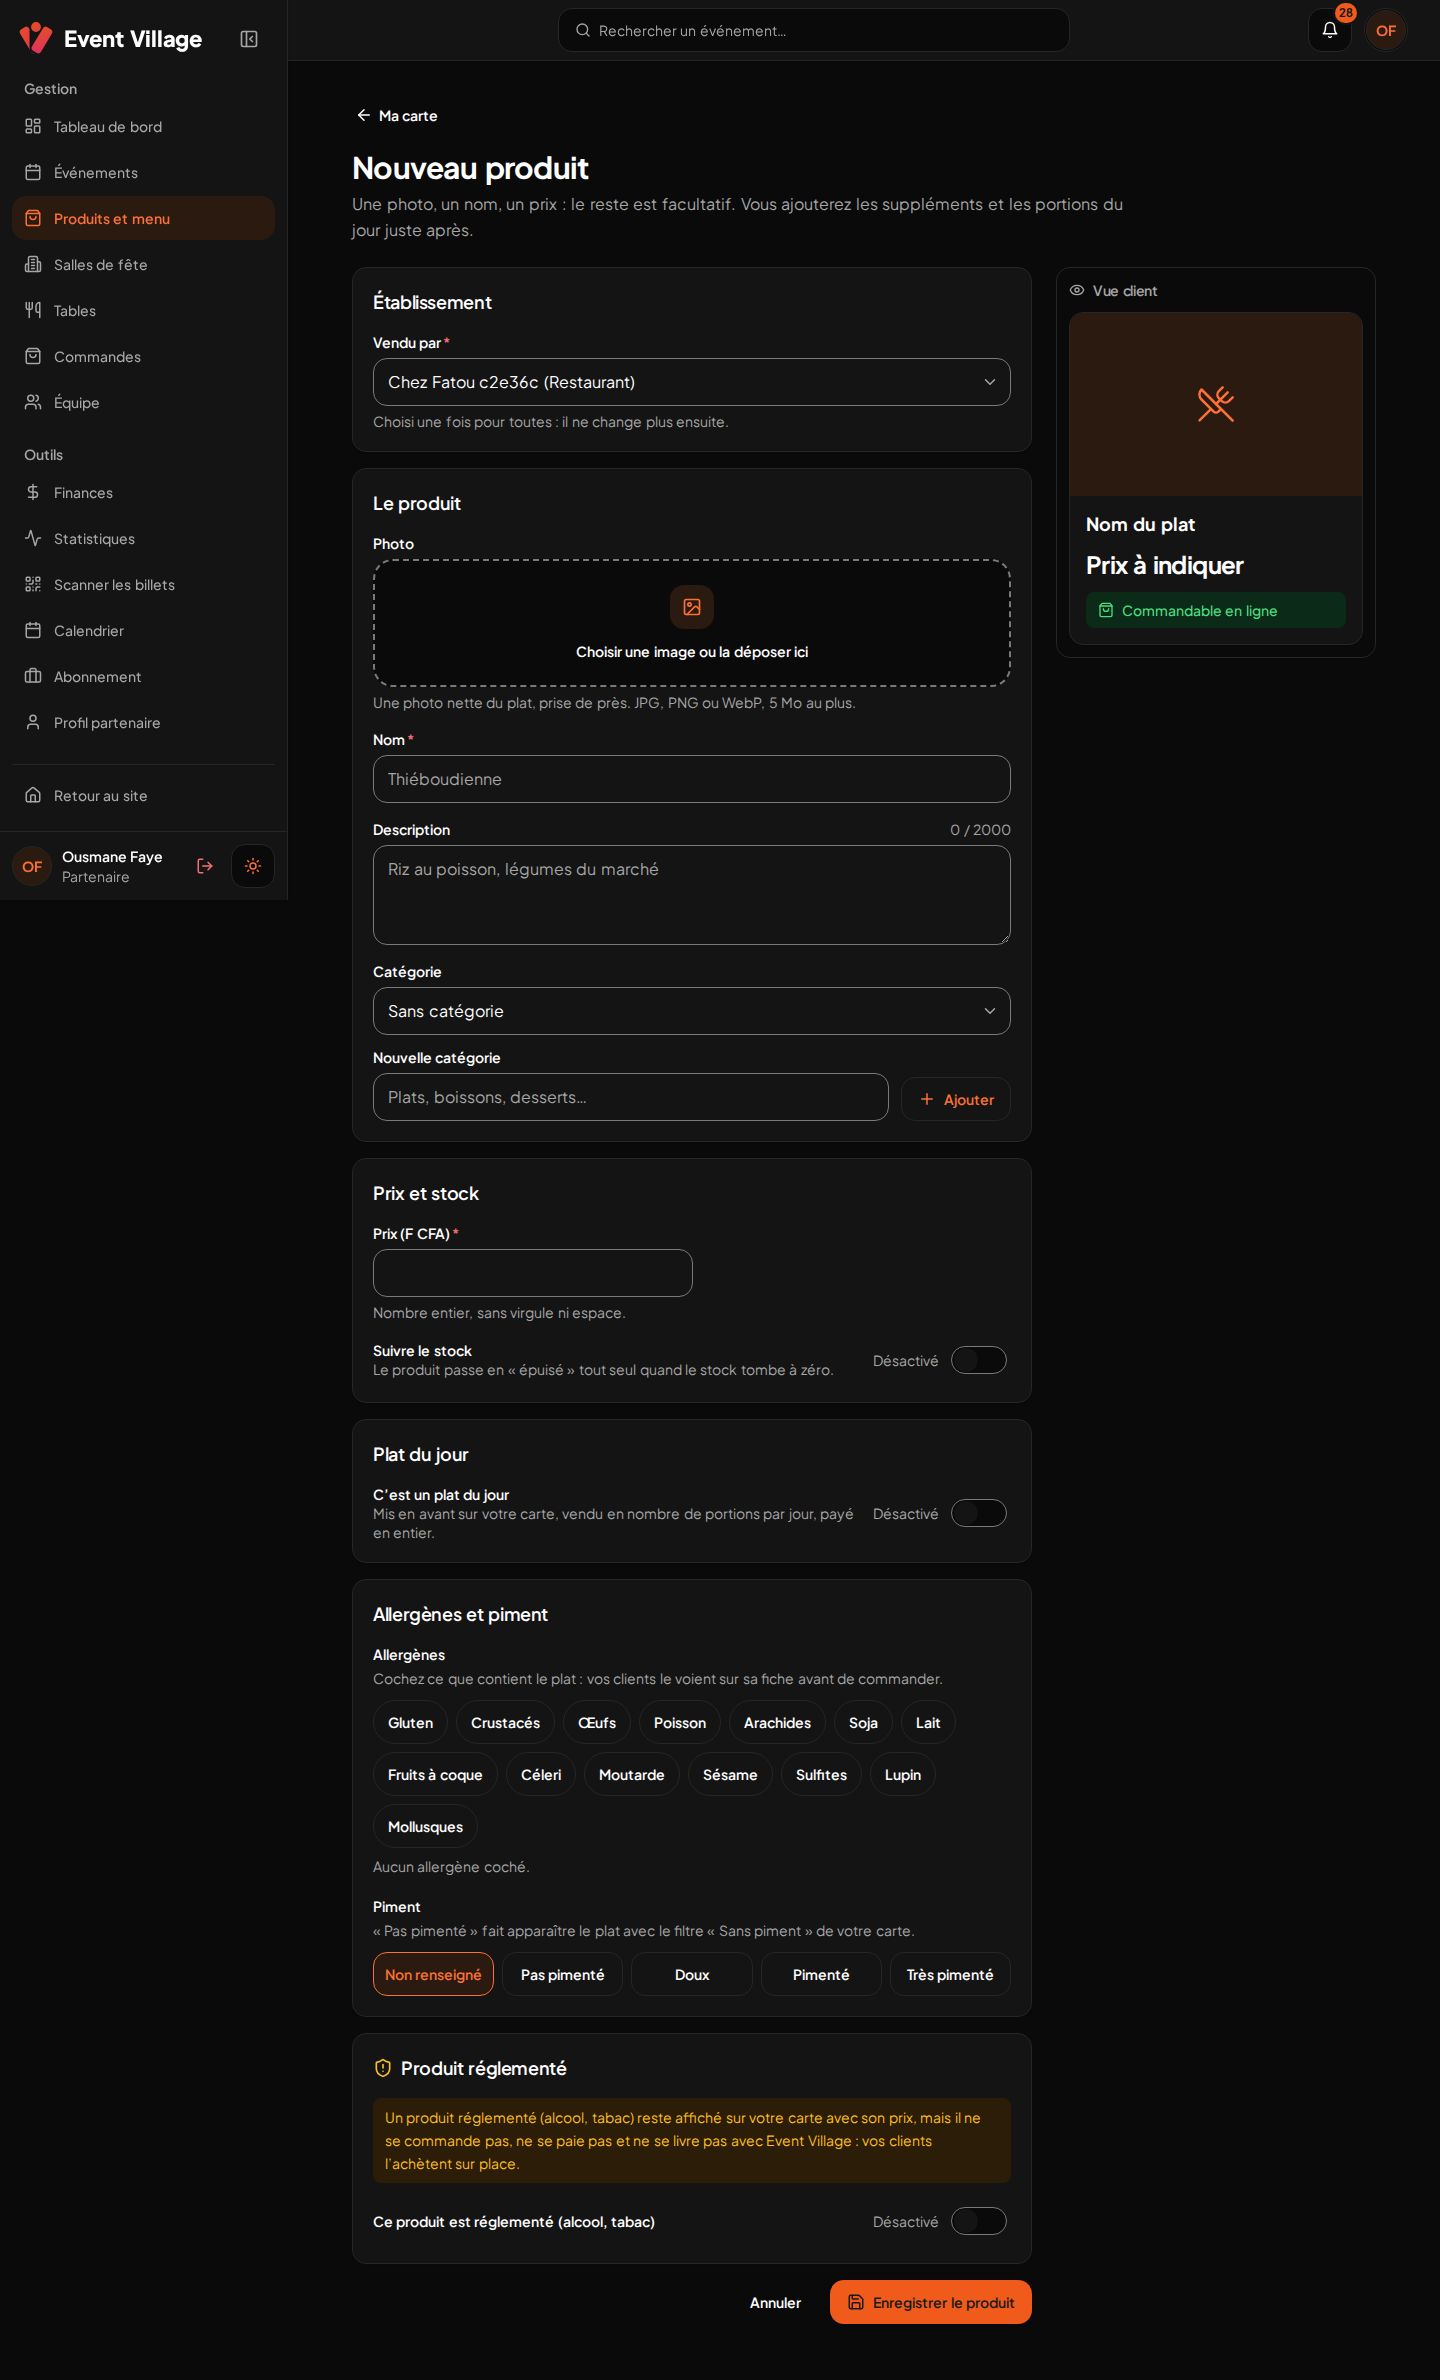 Event Village
Rechercher un événement...
28
OF
Gestion
Tableau de bord
Événements
Produits et menu
Salles de fête
Tables
Commandes
Équipe
Outils
Finances
Statistiques
Scanner les billets
Calendrier
Abonnement
Profil partenaire
Retour au site
OF
Ousmane Faye
Partenaire
Ma carte
Nouveau produit
Une photo, un nom, un prix : le reste est facultatif. Vous ajouterez les suppléments et les portions du
jour juste après.
Établissement
Vendu par *
Chez Fatou c2e36c (Restaurant)
Choisi une fois pour toutes : il ne change plus ensuite.
Le produit
Photo
Choisir une image ou la déposer ici
Une photo nette du plat, prise de près. JPG, PNG ou WebP, 5 Mo au plus.
Nom *
Thiéboudienne
Description
0 / 2000
Riz au poisson, légumes du marché
Catégorie
Sans catégorie
Nouvelle catégorie
Plats, boissons, desserts...
Ajouter
Prix et stock
Prix (F CFA) *
Nombre entier, sans virgule ni espace.
Suivre le stock
Le produit passe en « épuisé » tout seul quand le stock tombe à zéro.
Désactivé
Plat du jour
C'est un plat du jour
Mis en avant sur votre carte, vendu en nombre de portions par jour, payé
en entier.
Désactivé
Allergènes et piment
Allergènes
Cochez ce que contient le plat : vos clients le voient sur sa fiche avant de commander.
Gluten
Crustacés
Œufs
Poisson
Arachides
Soja
Lait
Fruits à coque
Céleri
Moutarde
Sésame
Sulfites
Lupin
Mollusques
Aucun allergène coché.
Piment
« Pas pimenté » fait apparaître le plat avec le filtre « Sans piment » de votre carte.
Non renseigné
Pas pimenté
Doux
Pimenté
Très pimenté
Produit réglementé
Un produit réglementé (alcool, tabac) reste affiché sur votre carte avec son prix, mais il ne
se commande pas, ne se paie pas et ne se livre pas avec Event Village : vos clients
l'achètent sur place.
Ce produit est réglementé (alcool, tabac)
Désactivé
Annuler
Enregistrer le produit
Vue client
Nom du plat
Prix à indiquer
Commandable en ligne